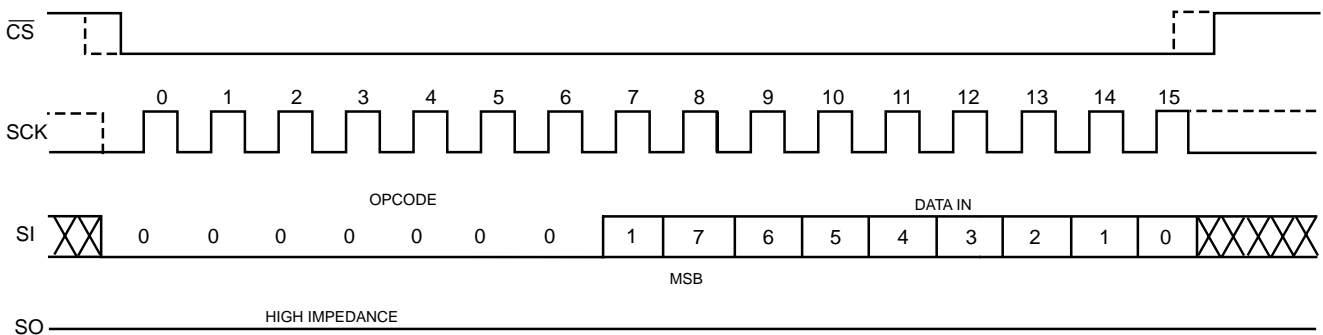 CS
0 1 2 3 4 5 6 7 8 9 10 11 12 13 14 15
SCK
OPCODE
DATA IN
SI 0 0 0 0 0 0 0 1 7 6 5 4 3 2 1 0
MSB
HIGH IMPEDANCE
SO